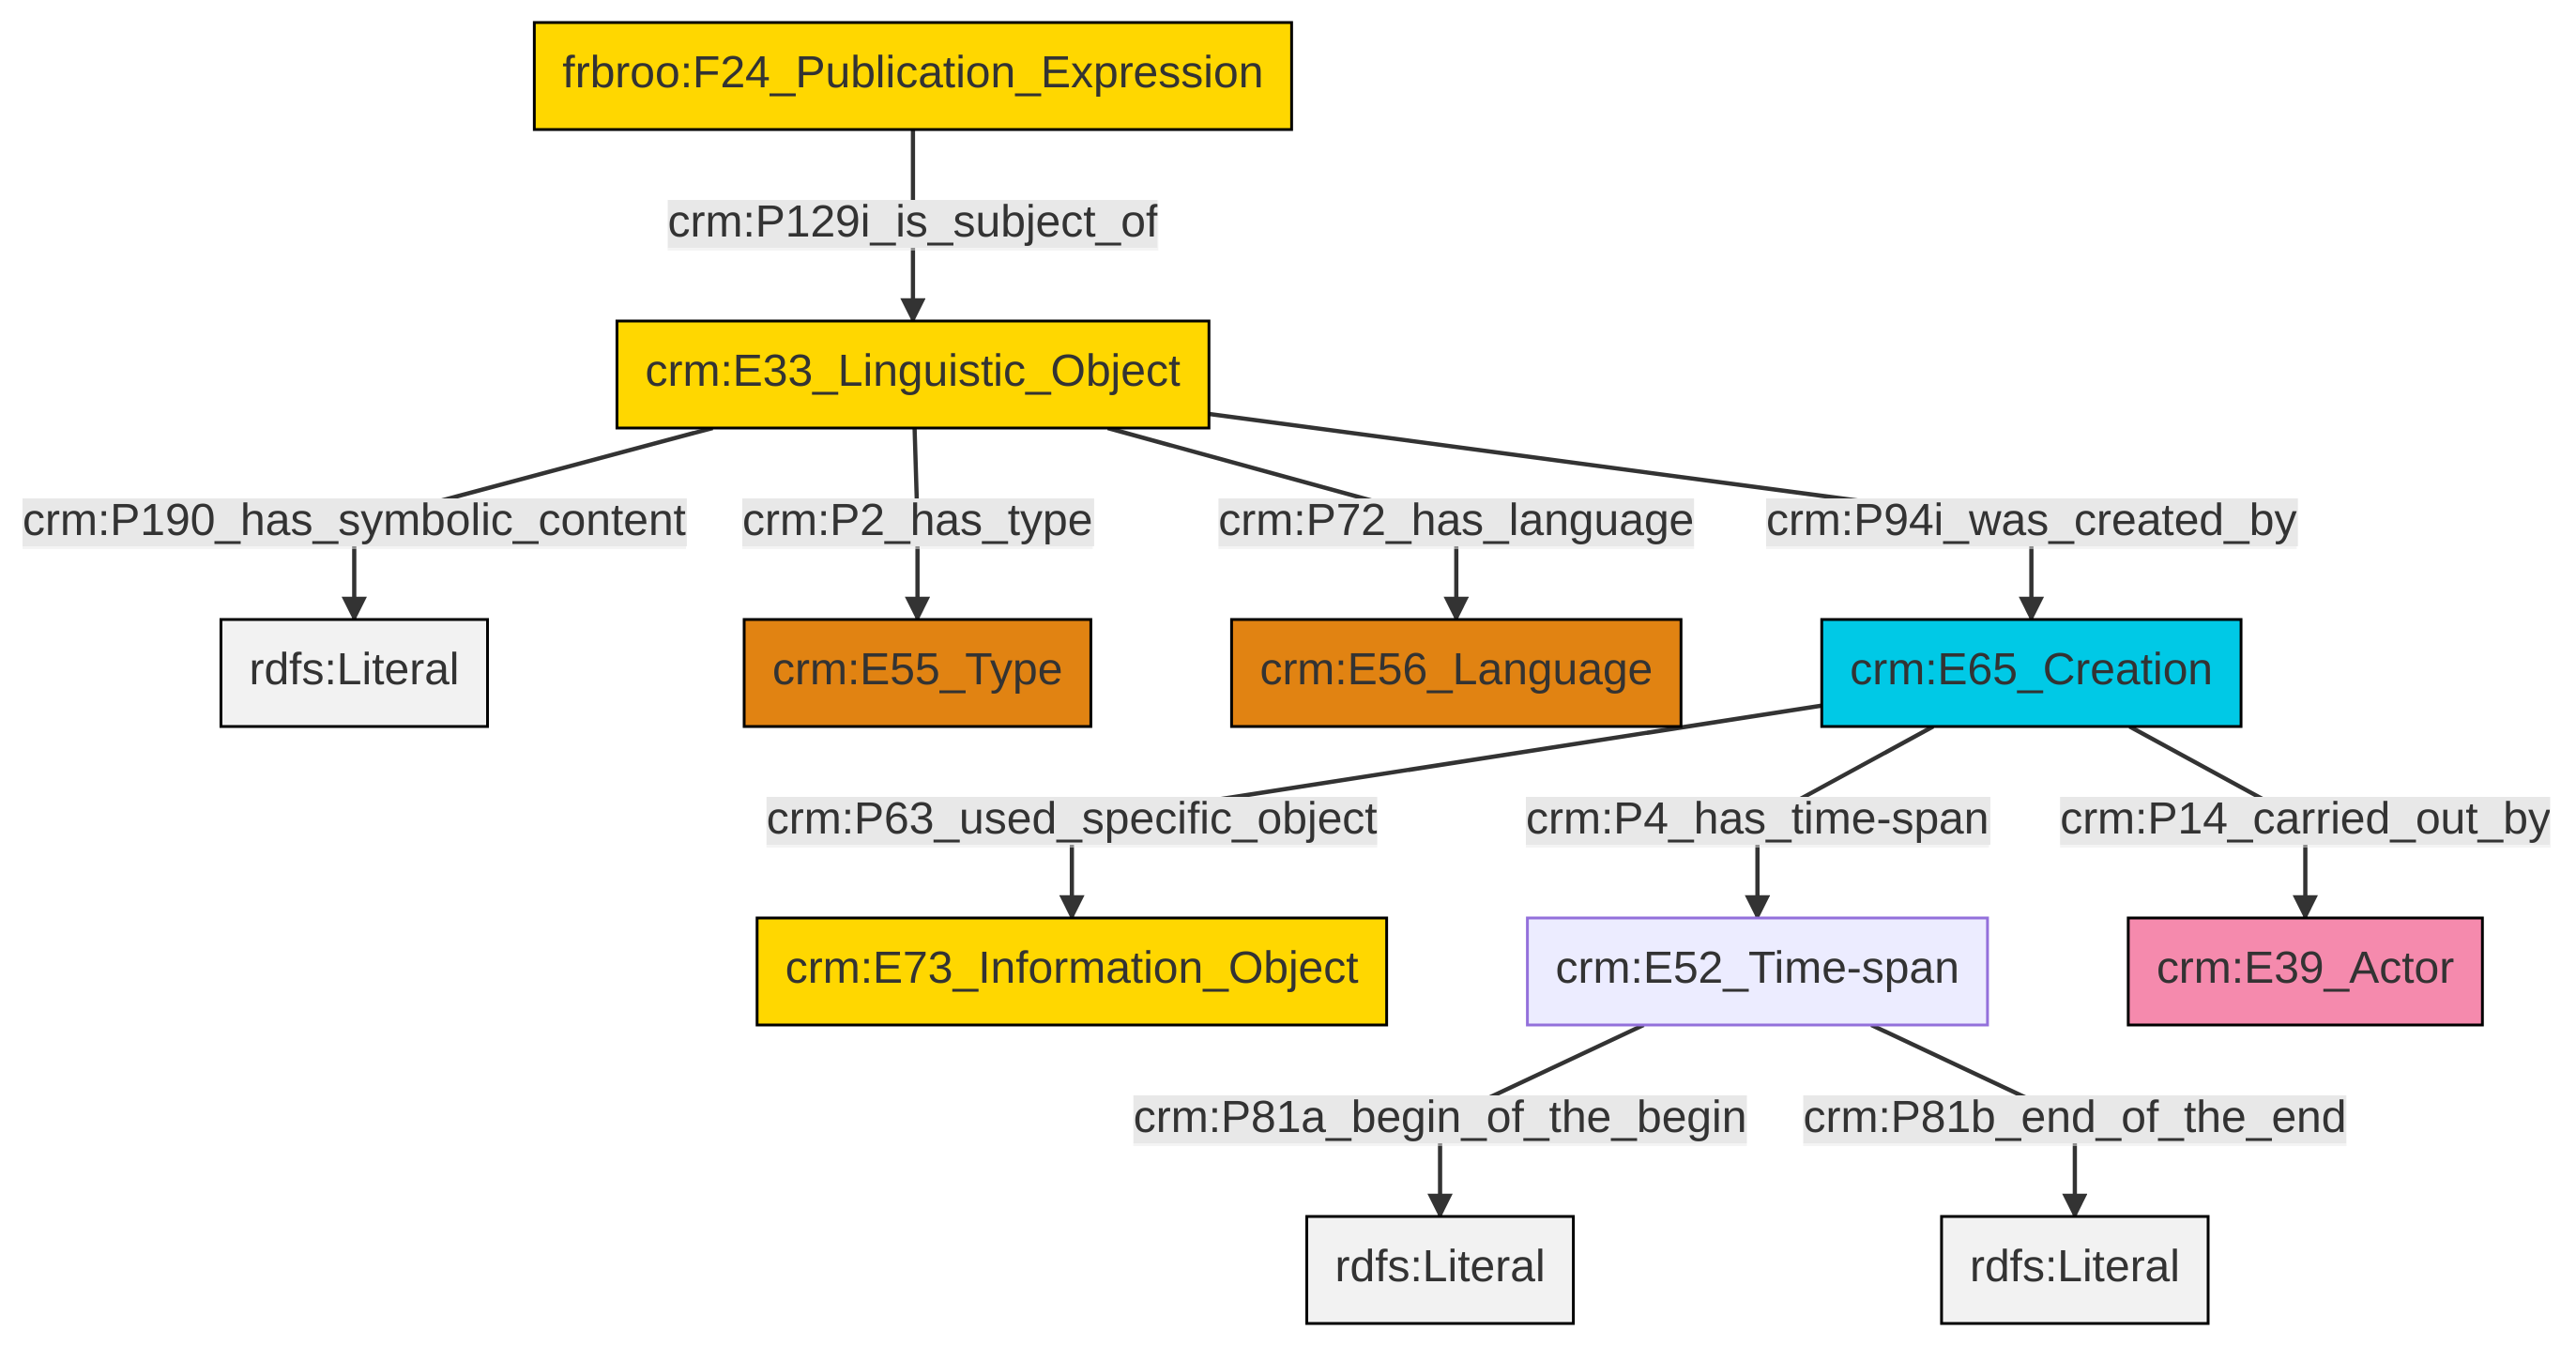 frbroo:F24_Publication_Expression
crm:P129i_is_subject_of
crm:E33_Linguistic_Object
crm:P190_has_symbolic_content
crm:P2_has_type
crm:P72_has_language
crm:P94i_was_created_by
rdfs:Literal
crm:E55_Type
crm:E56_Language
crm:E65_Creation
crm:P63_used_specific_object
crm:P4_has_time-span
crm:P14_carried_out_by
crm:E73_Information_Object
crm:E52_Time-span
crm:E39_Actor
crm:P81a_begin_of_the_begin
crm:P81b_end_of_the_end
rdfs:Literal
rdfs:Literal